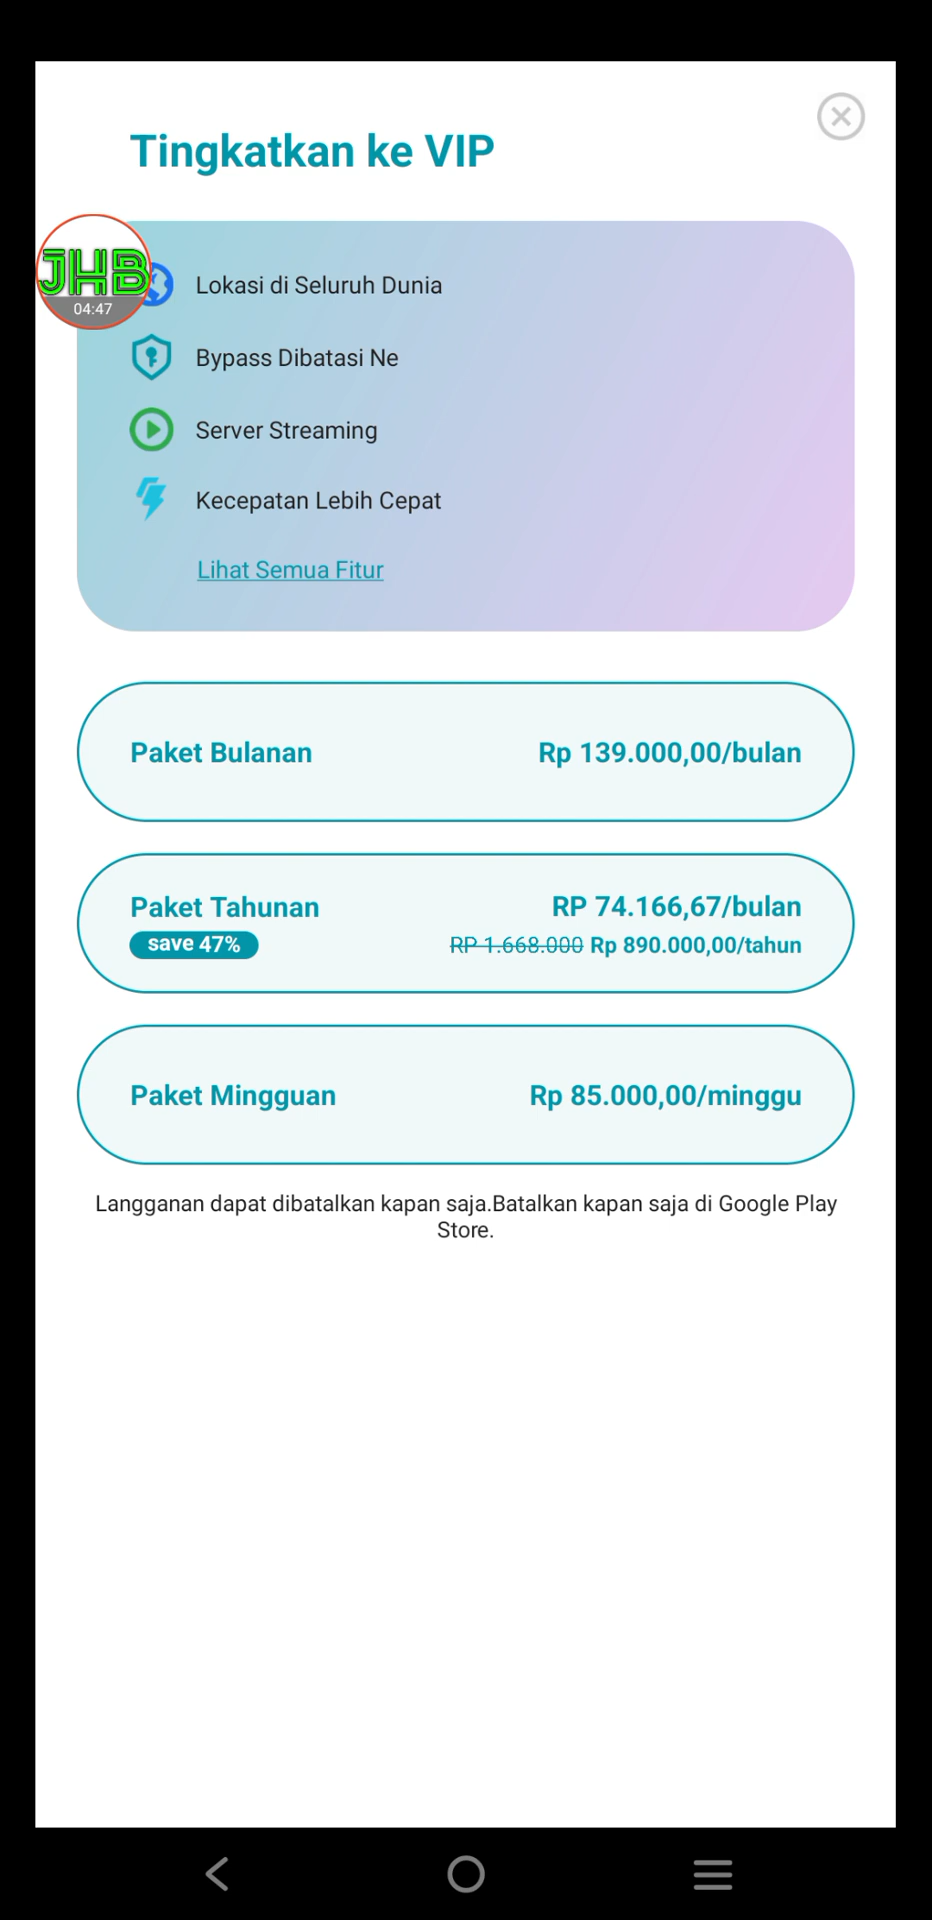 Tingkatkan ke VIP
JHB
04:47
Lokasi di Seluruh Dunia
Bypass Dibatasi Ne
Server Streaming
Kecepatan Lebih Cepat
Lihat Semua Fitur
Paket Bulanan Rp 139.000,00/bulan
Paket Tahunan RP 74.166,67/bulan
save 47% RP 1.668.000 Rp 890.000,00/tahun
Paket Mingguan Rp 85.000,00/minggu
Langganan dapat dibatalkan kapan saja.Batalkan kapan saja di Google Play
Store.